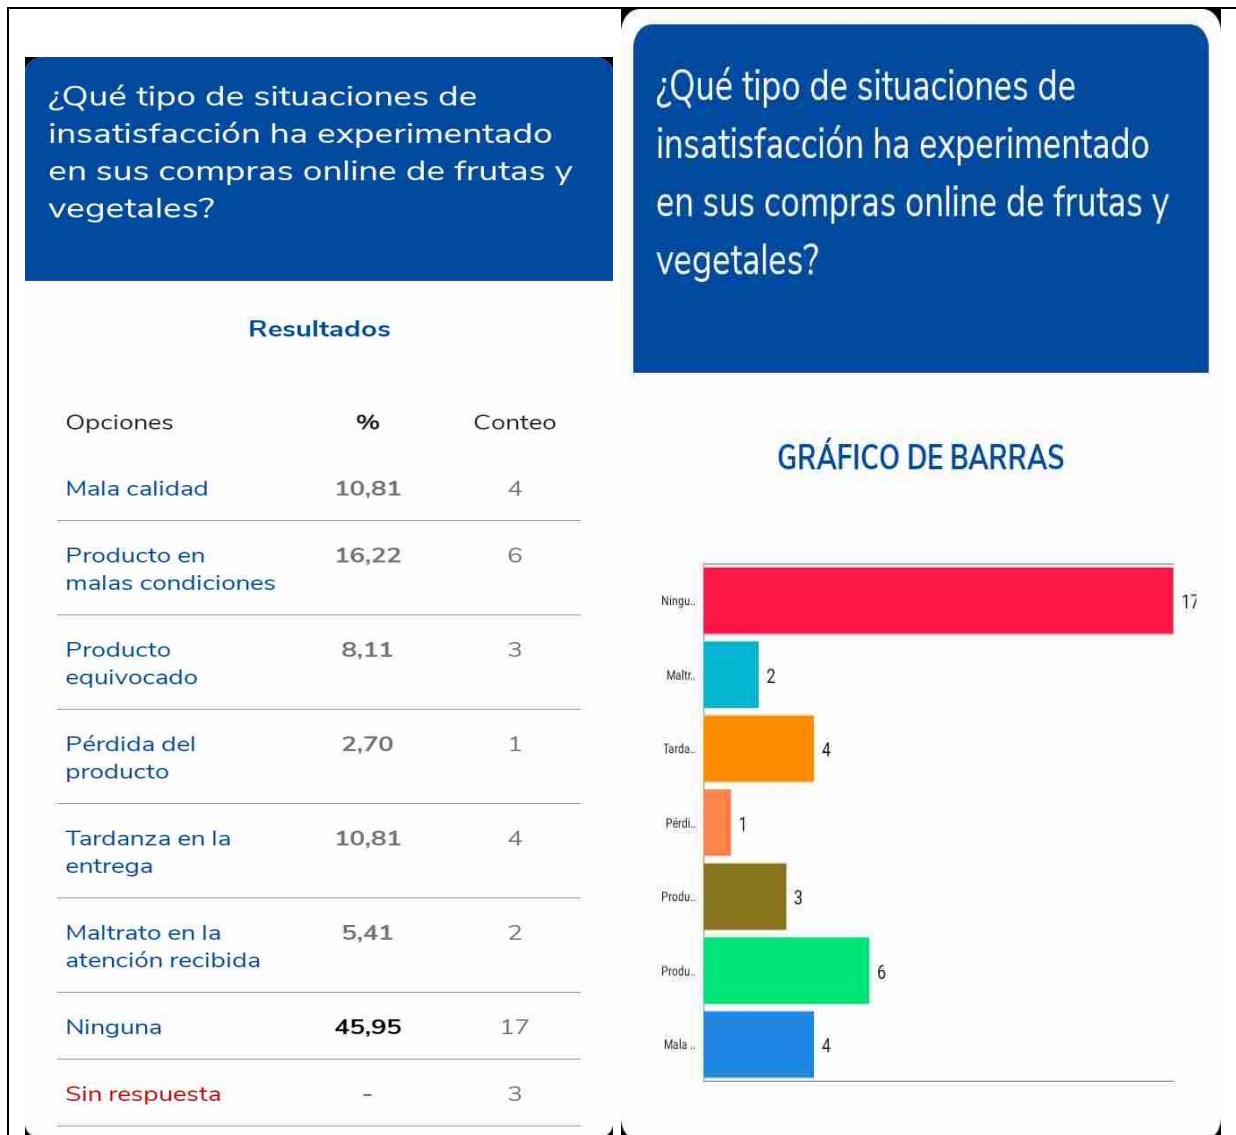 ¿Qué tipo de situaciones de
insatisfacción ha experimentado
en sus compras online de frutas y
vegetales?
Resultados
Opciones % Conteo
Mala calidad 10,81 4
Producto en
malas condiciones 16,22 6
Producto
equivocado 8,11 3
Pérdida del
producto 2,70 1
Tardanza en la
entrega 10,81 4
Maltrato en la
atención recibida 5,41 2
Ninguna 45,95 17
Sin respuesta - 3
¿Qué tipo de situaciones de
insatisfacción ha experimentado
en sus compras online de frutas y
vegetales?
GRÁFICO DE BARRAS
Ningu.. 17
Maltr.. 2
Tarda.. 4
Pérdi.. 1
Produ.. 3
Produ.. 6
Mala .. 4